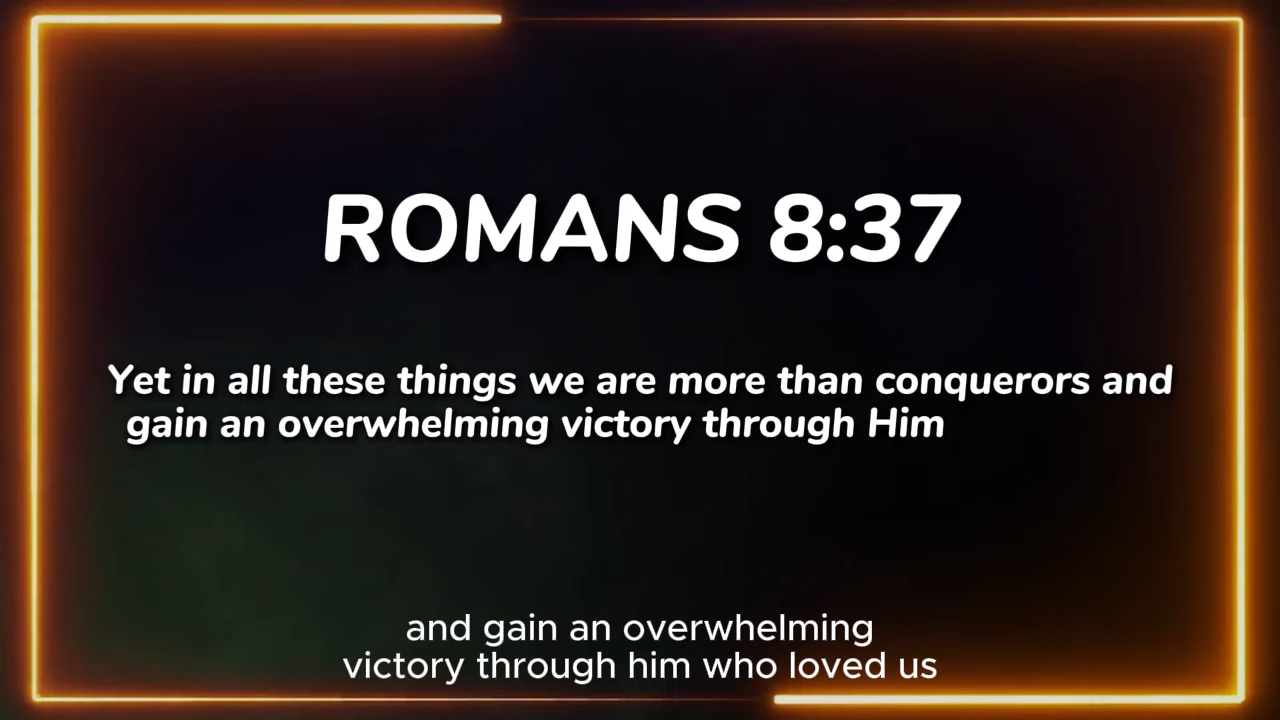 ROMANS 8:37
Yet in all these things we are more than conquerors and
gain an overwhelming victory through Him
and gain an overwhelming
victory through him who loved us